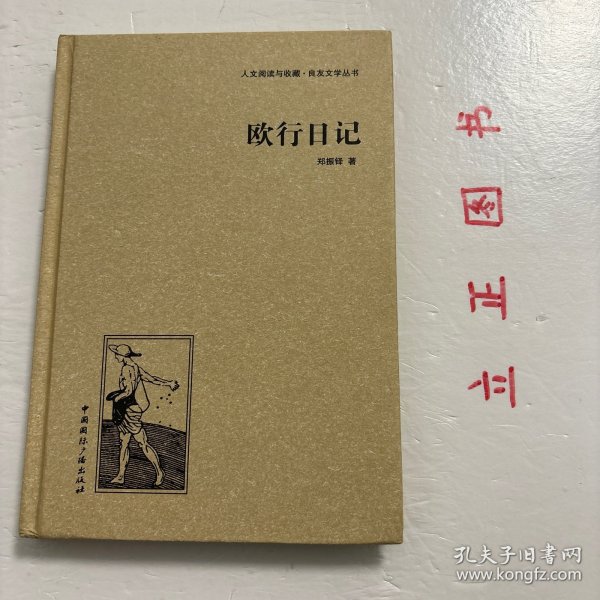 人文阅读与收藏·良友文学丛书
欧行日记
郑振铎 著
中国国际广播出版社
立正图书
孔夫子旧书网
www.kongfz.com